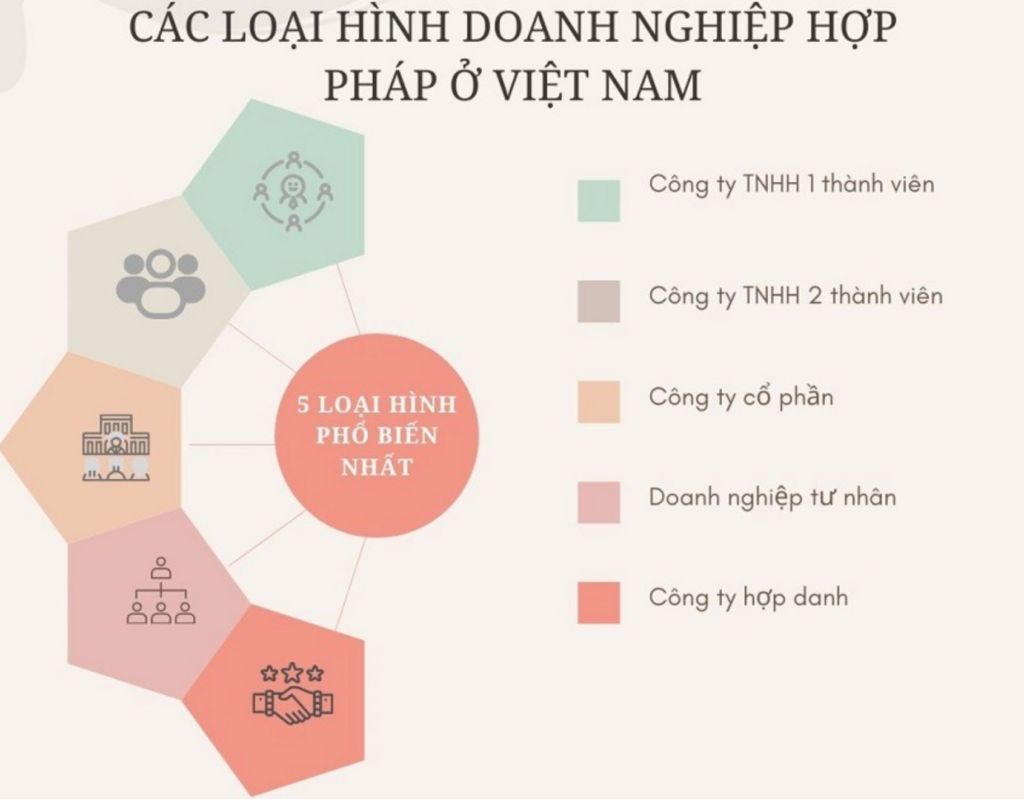 CÁC LOẠI HÌNH DOANH NGHIỆP HỢP
PHÁP Ở VIỆT NAM
5 LOẠI HÌNH
PHỔ BIẾN
NHẤT
Công ty TNHH 1 thành viên
Công ty TNHH 2 thành viên
Công ty cổ phần
Doanh nghiệp tư nhân
Công ty hợp danh